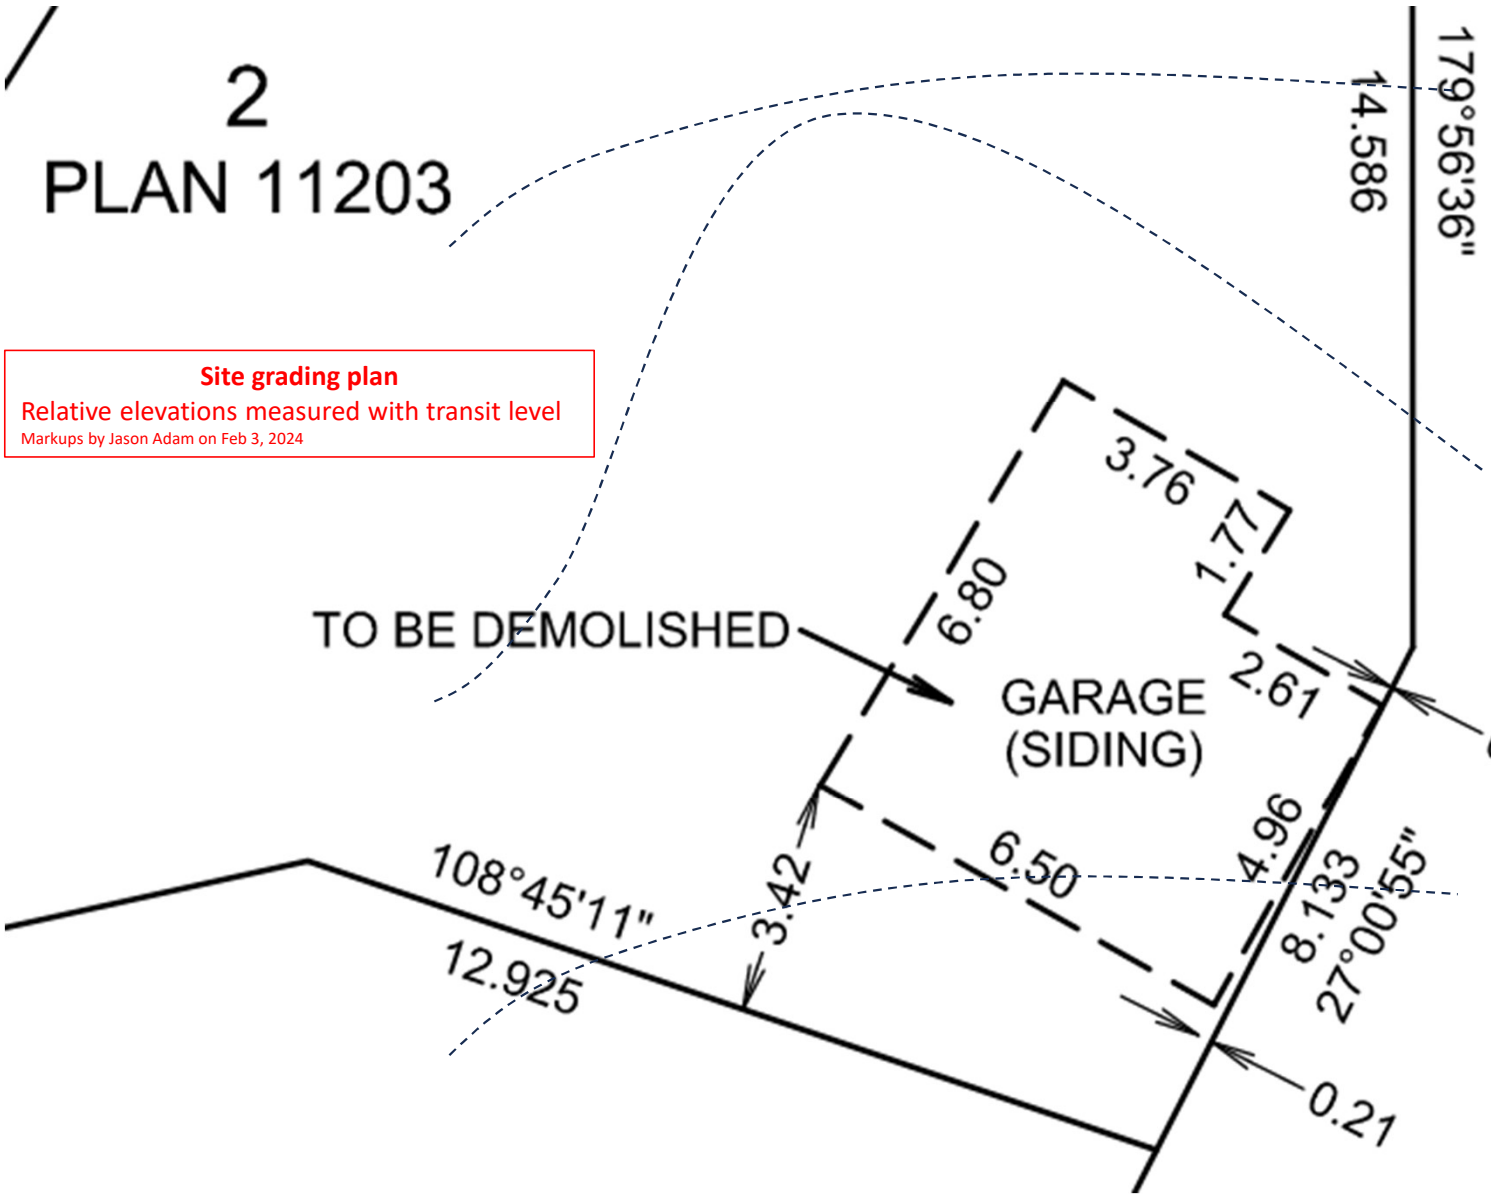 2
PLAN 11203
179°56'36"
14.586
Site grading plan
Relative elevations measured with transit level
Markups by Jason Adam on Feb 3, 2024
3.76
1.77
6.80
TO BE DEMOLISHED
2.61
GARAGE
(SIDING)
4.96
6.50
8.133
27°00'55"
3.42
108°45'11"
12.925
0.21